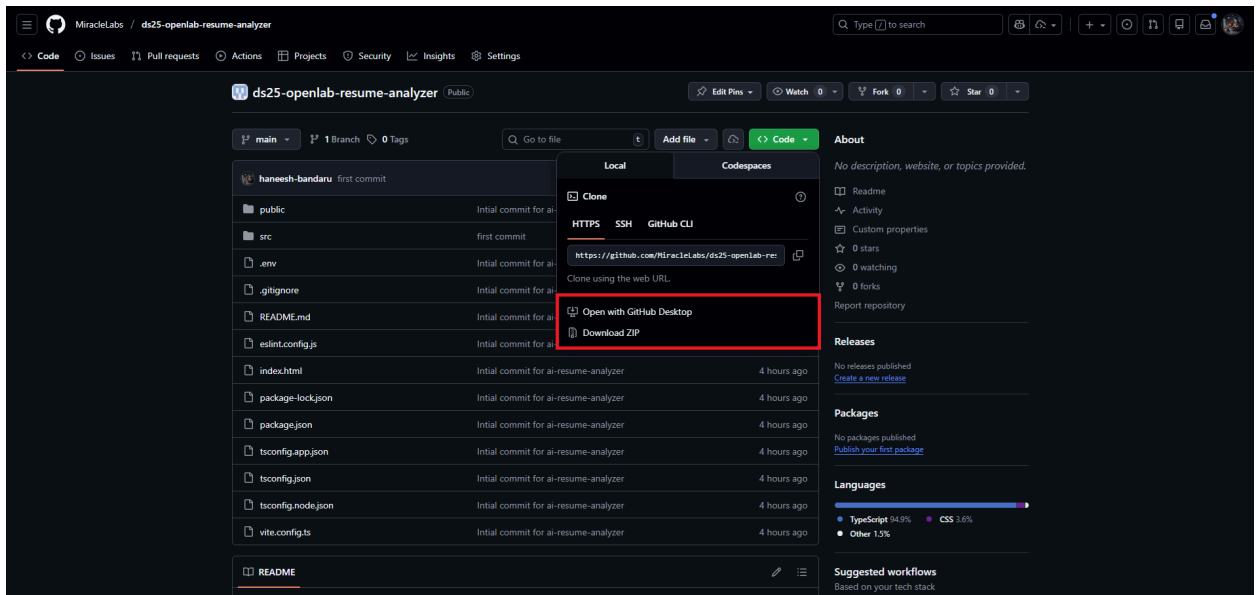 MiracleLabs / ds25-openlab-resume-analyzer
Type / to search
Code Issues Pull requests Actions Projects Security Insights Settings
ds25-openlab-resume-analyzer Public
Edit Pins Watch 0 Fork 0 Star 0
main 1 Branch 0 Tags
Go to file t Add file Code
Local Codespaces
Clone
HTTPS SSH GitHub CLI
https://github.com/MiracleLabs/ds25-openlab-re
Clone using the web URL.
Open with GitHub Desktop
Download ZIP
haneesh-bandaru first commit
public Intial commit for ai-
src first commit
.env Intial commit for ai-
.gitignore Intial commit for ai-
README.md Intial commit for ai-
eslint.config.js Intial commit for ai-
index.html Intial commit for ai-resume-analyzer 4 hours ago
package-lock.json Intial commit for ai-resume-analyzer 4 hours ago
package.json Intial commit for ai-resume-analyzer 4 hours ago
tsconfig.app.json Intial commit for ai-resume-analyzer 4 hours ago
tsconfig.json Intial commit for ai-resume-analyzer 4 hours ago
tsconfig.node.json Intial commit for ai-resume-analyzer 4 hours ago
vite.config.ts Intial commit for ai-resume-analyzer 4 hours ago
README
About
No description, website, or topics provided.
Readme
Activity
Custom properties
0 stars
0 watching
0 forks
Report repository
Releases
No releases published
Create a new release
Packages
No packages published
Publish your first package
Languages
TypeScript 94.9% CSS 3.6%
Other 1.5%
Suggested workflows
Based on your tech stack